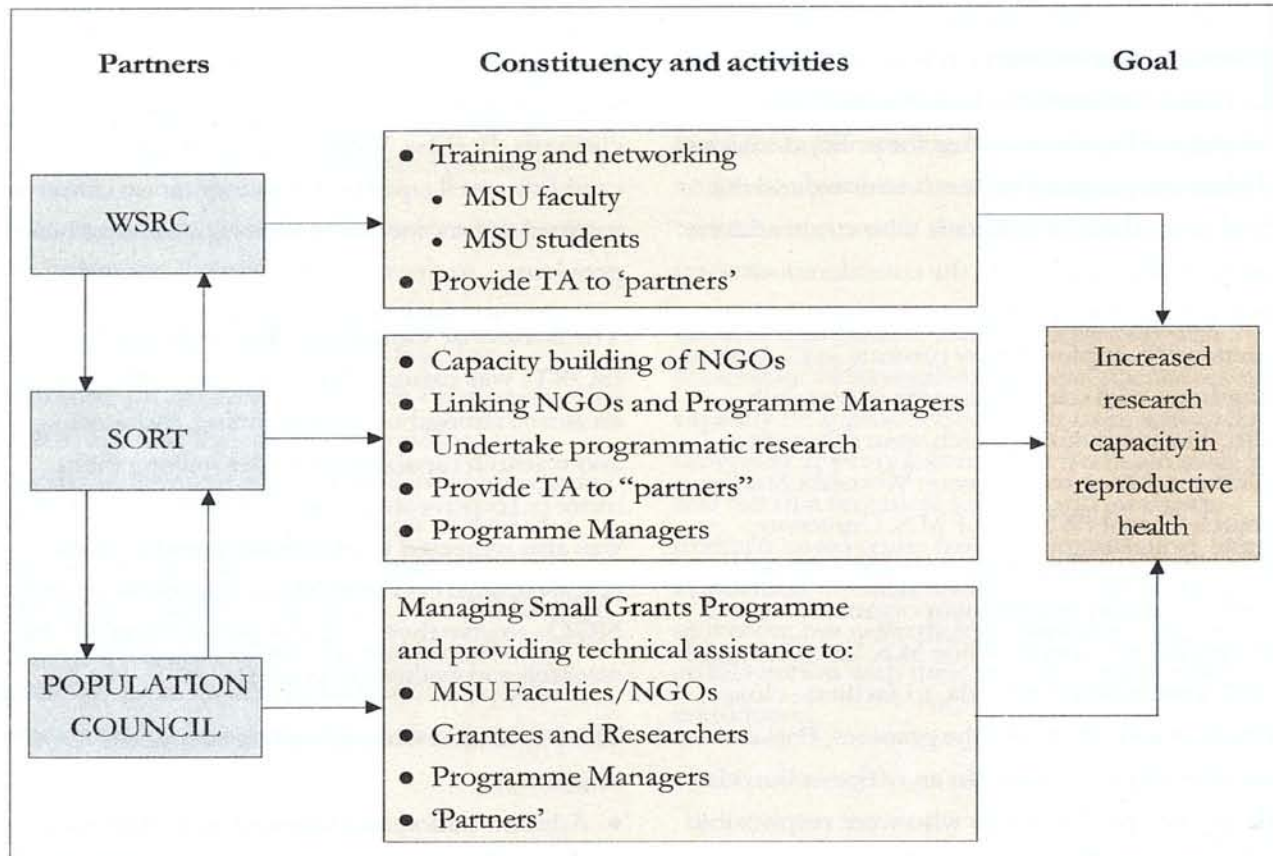 Partners
Constituency and activities
Goal
WSRC
● Training and networking
• MSU faculty
• MSU students
● Provide TA to ‘partners’
SORT
● Capacity building of NGOs
● Linking NGOs and Programme Managers
● Undertake programmatic research
● Provide TA to “partners”
● Programme Managers
POPULATION
COUNCIL
Managing Small Grants Programme
and providing technical assistance to:
● MSU Faculties/NGOs
● Grantees and Researchers
● Programme Managers
● ‘Partners’
Increased
research
capacity in
reproductive
health